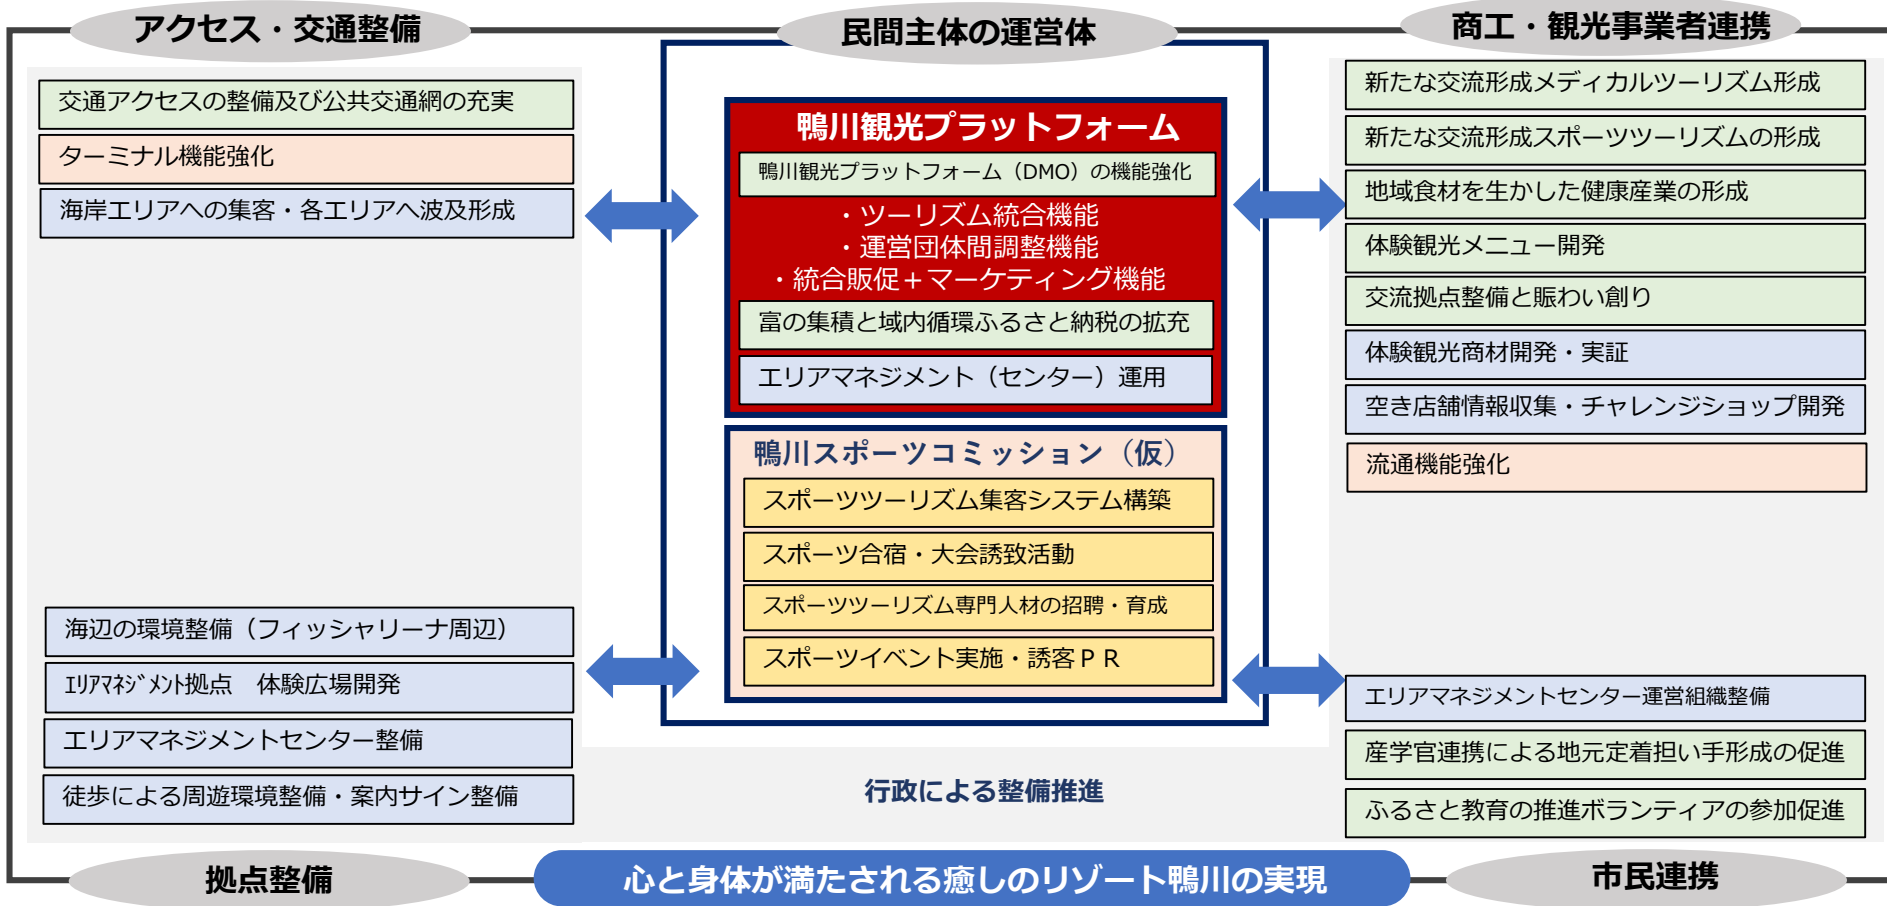 アクセス・交通整備
民間主体の運営体
商工・観光事業者連携
交通アクセスの整備及び公共交通網の充実
ターミナル機能強化
海岸エリアへの集客・各エリアへ波及形成
海辺の環境整備（フィッシャリーナ周辺）
ｴﾘｱﾏﾈｼﾞﾒﾝﾄ拠点　体験広場開発
エリアマネジメントセンター整備
徒歩による周遊環境整備・案内サイン整備
鴨川観光プラットフォーム
鴨川観光プラットフォーム（DMO）の機能強化
・ツーリズム統合機能
・運営団体間調整機能
・統合販促＋マーケティング機能
富の集積と域内循環ふるさと納税の拡充
エリアマネジメント（センター）運用
鴨川スポーツコミッション（仮）
スポーツツーリズム集客システム構築
スポーツ合宿・大会誘致活動
スポーツツーリズム専門人材の招聘・育成
スポーツイベント実施・誘客ＰＲ
行政による整備推進
新たな交流形成メディカルツーリズム形成
新たな交流形成スポーツツーリズムの形成
地域食材を生かした健康産業の形成
体験観光メニュー開発
交流拠点整備と賑わい創り
体験観光商材開発・実証
空き店舗情報収集・チャレンジショップ開発
流通機能強化
エリアマネジメントセンター運営組織整備
産学官連携による地元定着担い手形成の促進
ふるさと教育の推進ボランティアの参加促進
拠点整備
心と身体が満たされる癒しのリゾート鴨川の実現
市民連携